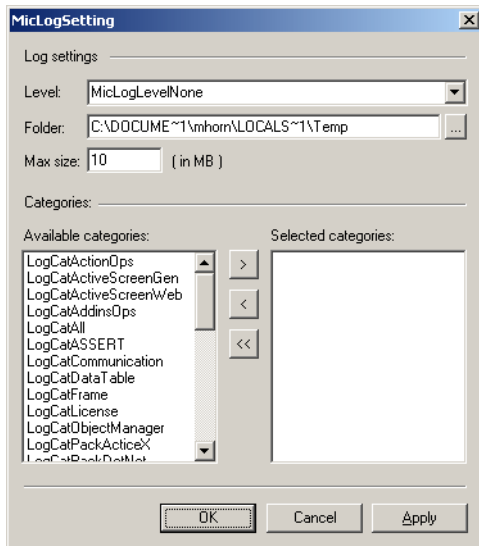 MicLogSetting
Log settings
Level: MicLogLevelNone
Folder: C:\DOCUME~1\mhorn\LOCALS~1\Temp ...
Max size: 10 ( in MB )
Categories:
Available categories:
LogCatActionOps
LogCatActiveScreenGen
LogCatActiveScreenWeb
LogCatAddinsOps
LogCatAll
LogCatASSERT
LogCatCommunication
LogCatDataTable
LogCatFrame
LogCatLicense
LogCatObjectManager
LogCatPackActiceX
LogCatPackDotNet
>
<
<<
Selected categories:
OK Cancel Apply